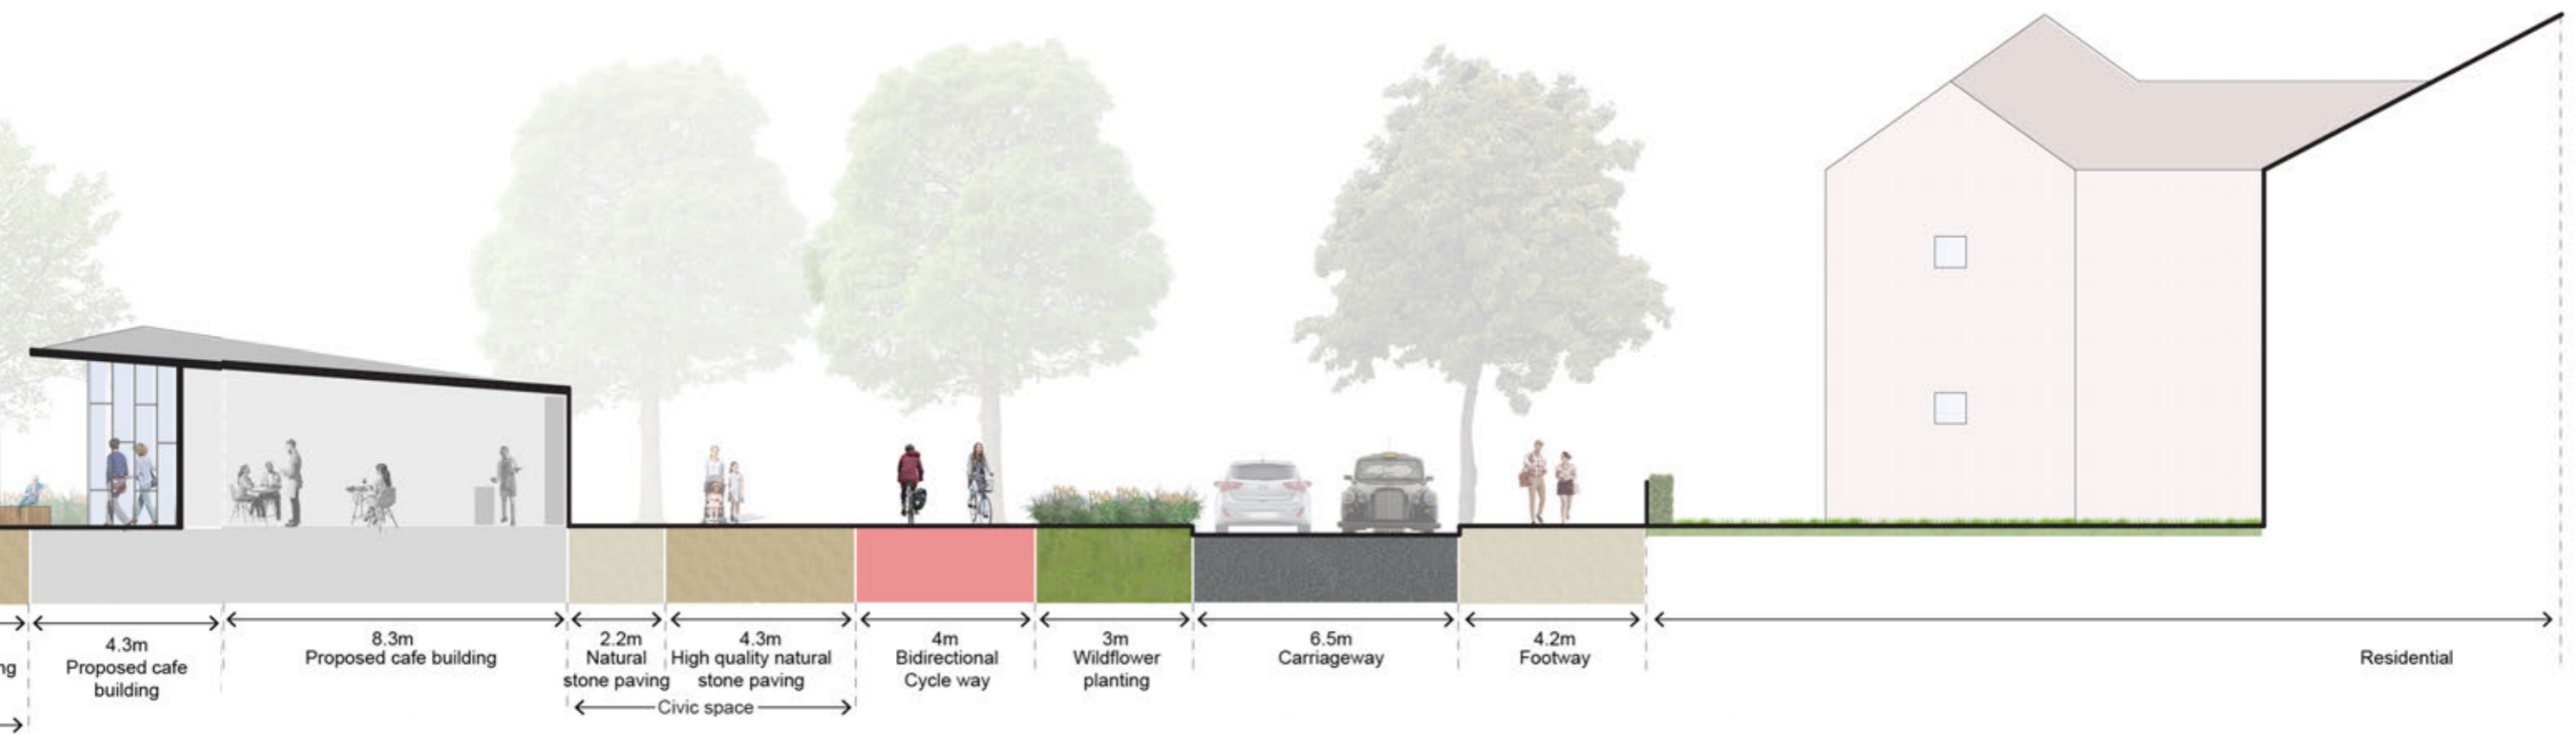 ng
4.3m
Proposed cafe
building
8.3m
Proposed cafe building
2.2m
Natural
stone paving
4.3m
High quality natural
stone paving
Civic space
4m
Bidirectional
Cycle way
3m
Wildflower
planting
6.5m
Carriageway
4.2m
Footway
Residential